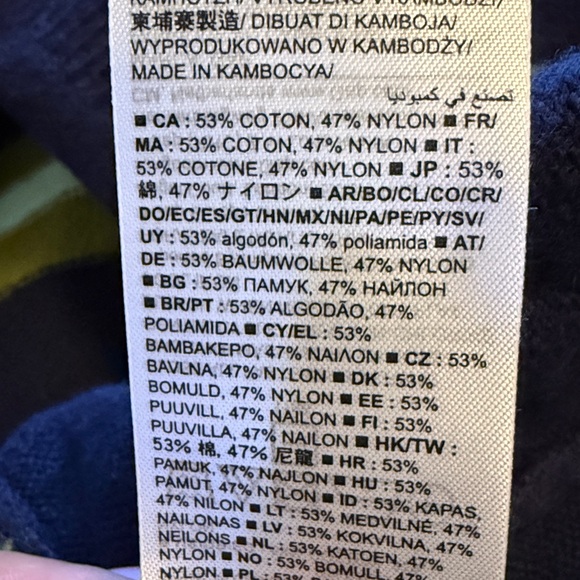 柬埔寨製造/ DIBUAT DI KAMBOJA/
WYPRODUKOWANO W KAMBODŻY/
MADE IN KAMBOCYA/
تصنع في كمبوديا
■ CA : 53% COTON, 47% NYLON ■ FR/
MA : 53% COTON, 47% NYLON ■ IT :
53% COTONE, 47% NYLON ■ JP : 53%
綿, 47% ナイロン ■ AR/BO/CL/CO/CR/
DO/EC/ES/GT/HN/MX/NI/PA/PE/PY/SV/
UY : 53% algodón, 47% poliamida ■ AT/
DE : 53% BAUMWOLLE, 47% NYLON
■ BG : 53% ПАМУК, 47% НАЙЛОН
■ BR/PT : 53% ALGODÃO, 47%
POLIAMIDA ■ CY/EL : 53%
ΒΑΜΒΑΚΕΡΟ, 47% ΝΑΙΛΟΝ ■ CZ : 53%
BAVLNA, 47% NYLON ■ DK : 53%
BOMULD, 47% NYLON ■ EE : 53%
PUUVILL, 47% NAILON ■ FI : 53%
PUUVILLA, 47% NAILON ■ HK/TW :
53% 棉, 47% 尼龍 ■ HR : 53%
PAMUK, 47% NAJLON ■ HU : 53%
PAMUT, 47% NYLON ■ ID : 53% KAPAS,
47% NILON ■ LT : 53% MEDVILNĖ, 47%
NAILONAS ■ LV : 53% KOKVILNA, 47%
NEILONS ■ NL : 53% KATOEN, 47%
NYLON ■ NO : 53% BOMULL, 47%
NYLON ■ PL : 53%